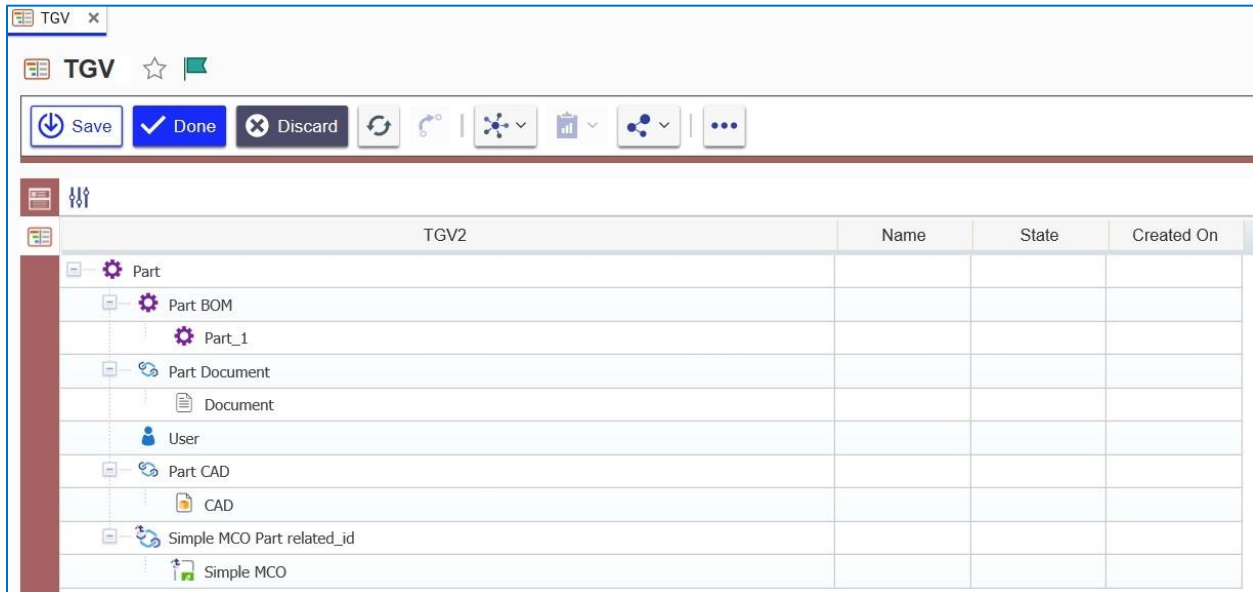 TGV
TGV
Save Done Discard
TGV2 Name State Created On
Part
Part BOM
Part_1
Part Document
Document
User
Part CAD
CAD
Simple MCO Part related_id
Simple MCO